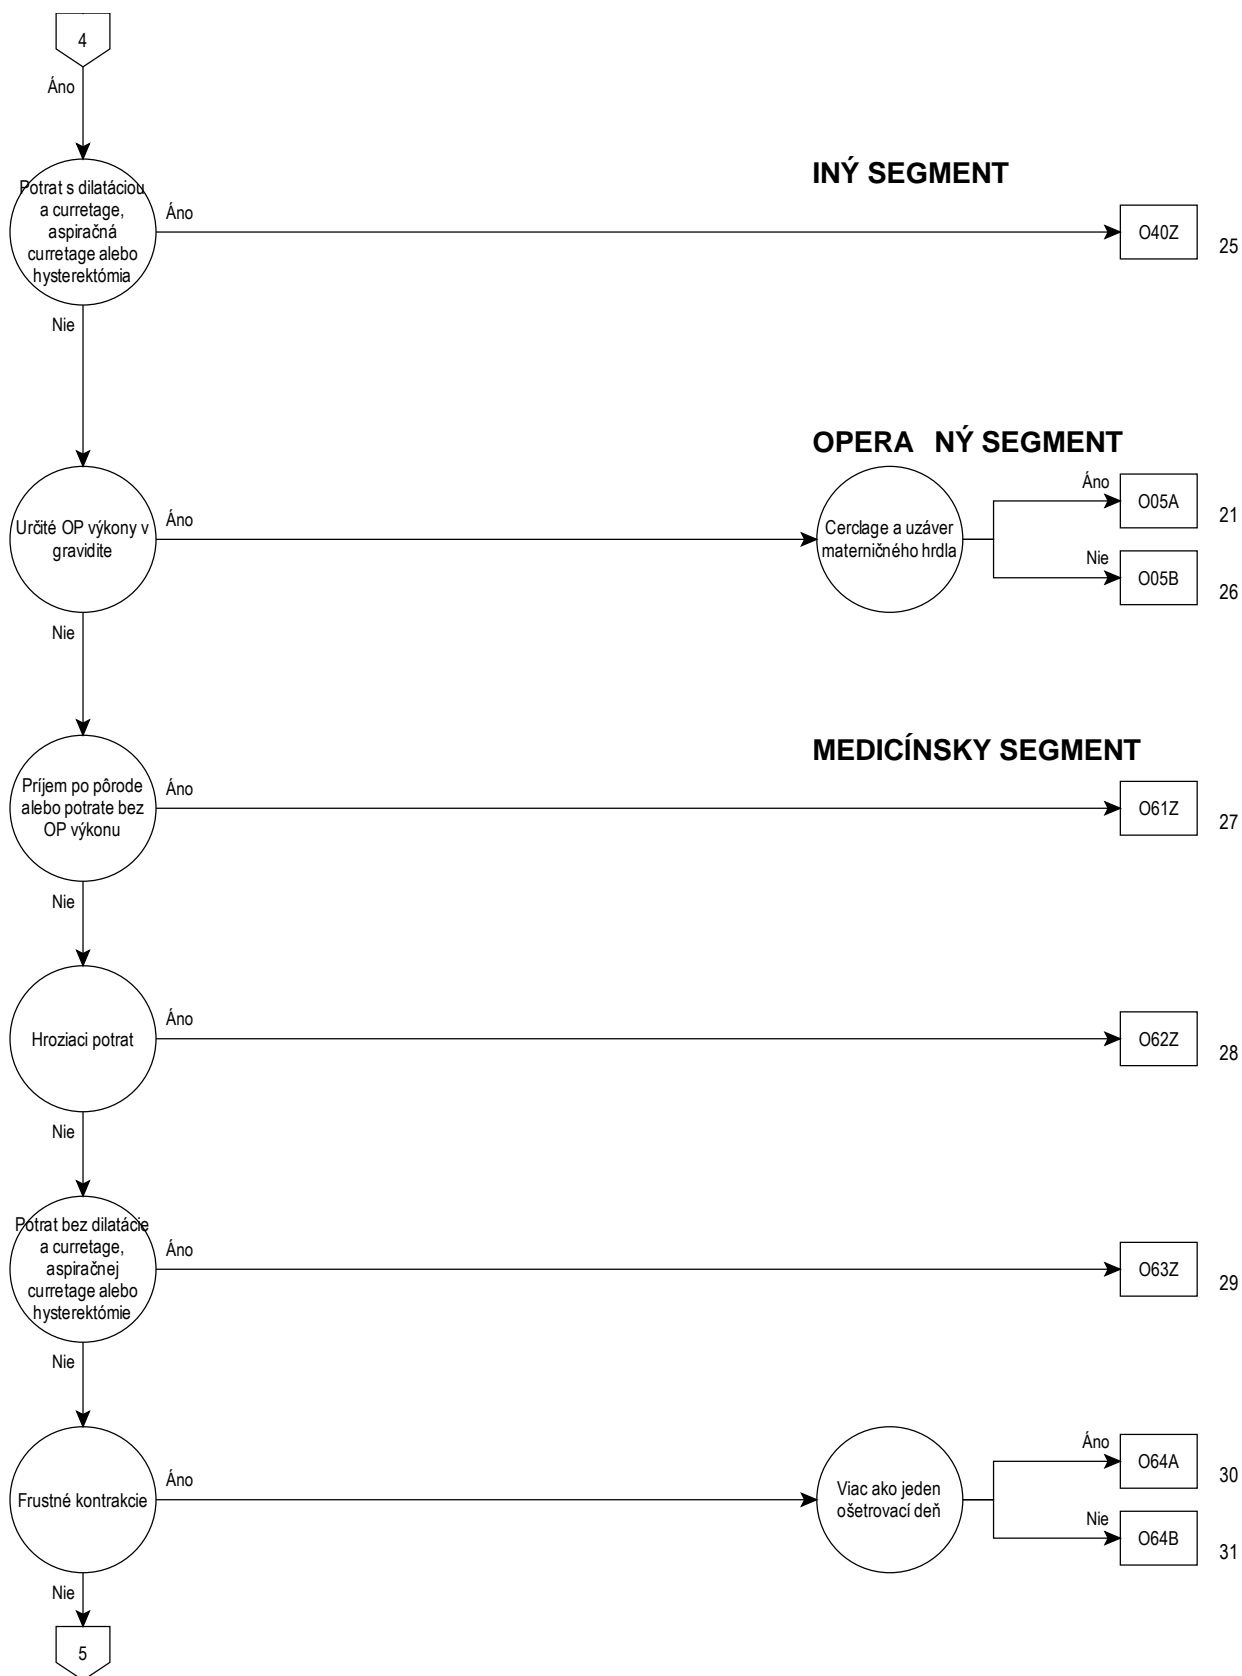 4
Áno
INÝ SEGMENT
Potrat s dilatáciou
a curretage,
aspiračná
curretage alebo
hysterektómia
Áno
O40Z
25
Nie
OPERA NÝ SEGMENT
Určité OP výkony v
gravidite
Áno
Cerclage a uzáver
materničného hrdla
Áno
O05A
21
Nie
O05B
26
Nie
MEDICÍNSKY SEGMENT
Príjem po pôrode
alebo potrate bez
OP výkonu
Áno
O61Z
27
Nie
Hroziaci potrat
Áno
O62Z
28
Nie
Potrat bez dilatácie
a curretage,
aspiračnej
curretage alebo
hysterektómie
Áno
O63Z
29
Nie
Frustné kontrakcie
Áno
Viac ako jeden
ošetrovací deň
Áno
O64A
30
Nie
O64B
31
Nie
5